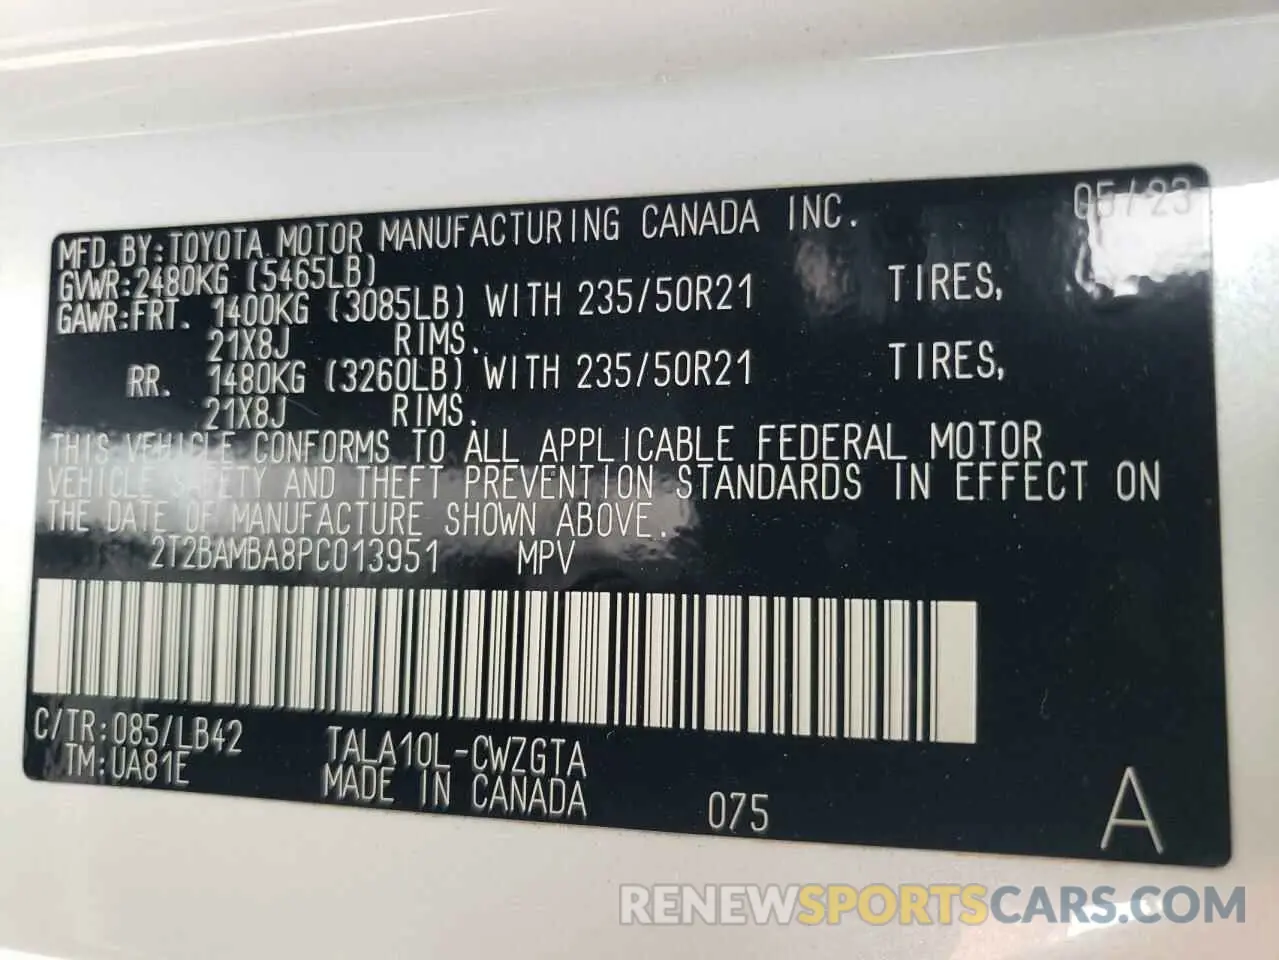 MFD.BY:TOYOTA MOTOR MANUFACTURING CANADA INC. 05/23
GVWR:2480KG (5465LB)
GAWR:FRT. 1400KG (3085LB) WITH 235/50R21 TIRES,
21X8J RIMS.
RR. 1480KG (3260LB) WITH 235/50R21 TIRES,
21X8J RIMS.
THIS VEHICLE CONFORMS TO ALL APPLICABLE FEDERAL MOTOR
VEHICLE SAFETY AND THEFT PREVENTION STANDARDS IN EFFECT ON
THE DATE OF MANUFACTURE SHOWN ABOVE.
2T2BAMBA8PC013951 MPV
C/TR:085/LB42 TALA10L-CWZGTA
TM:UA81E MADE IN CANADA 075 A
RENEWSPORTSCARS.COM